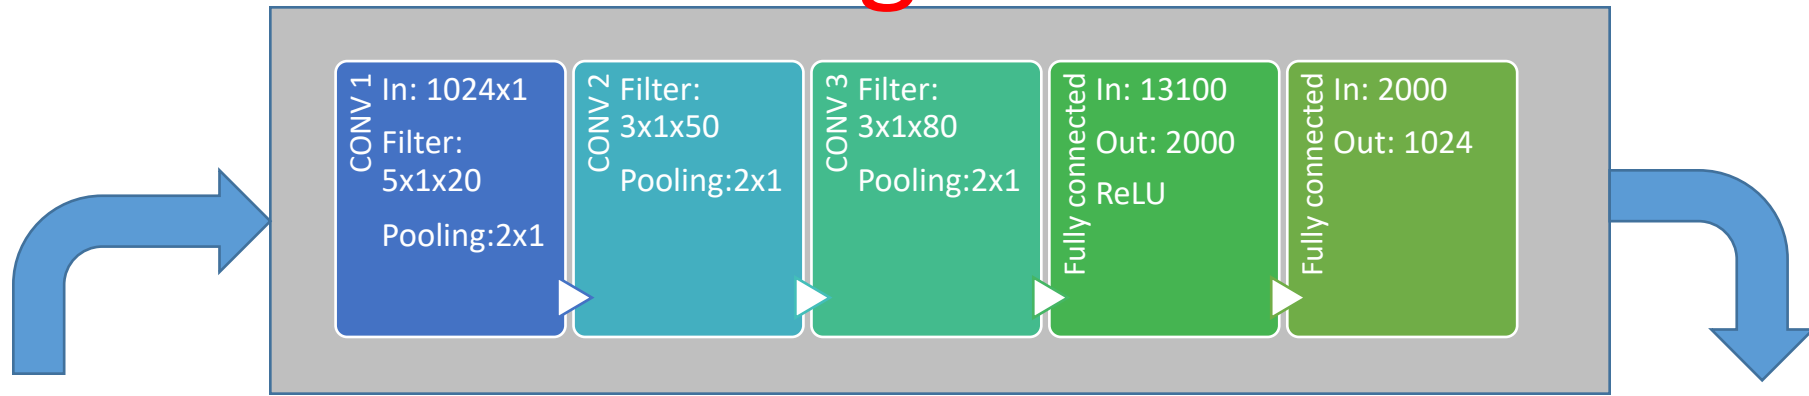 CONV 1
In: 1024x1
Filter:
5x1x20
Pooling:2x1
CONV 2
Filter:
3x1x50
Pooling:2x1
CONV 3
Filter:
3x1x80
Pooling:2x1
Fully connected
In: 13100
Out: 2000
ReLU
Fully connected
In: 2000
Out: 1024